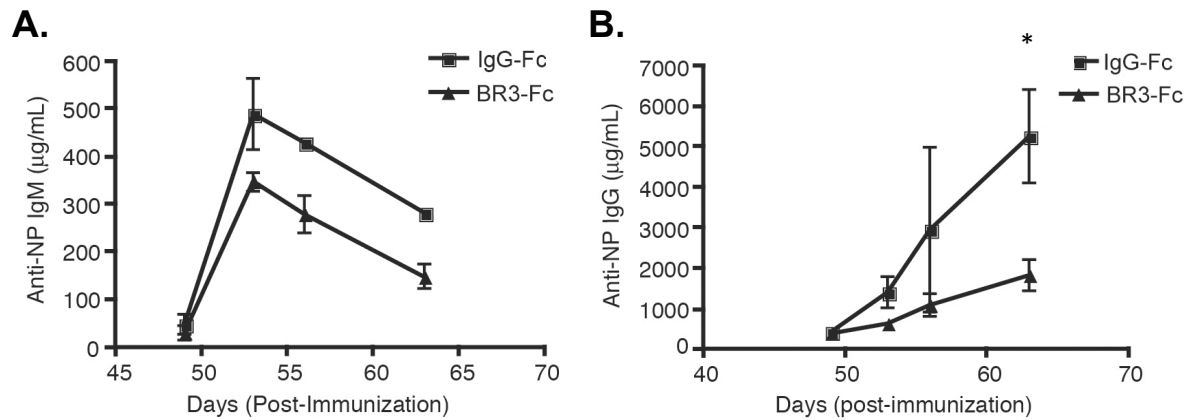 A.
IgG-Fc
BR3-Fc
Anti-NP IgM (μg/mL)
600
500
400
300
200
100
0
45 50 55 60 65 70
Days (Post-Immunization)
B.
*
IgG-Fc
BR3-Fc
Anti-NP IgG (μg/mL)
7000
6000
5000
4000
3000
2000
1000
0
40 50 60 70
Days (post-immunization)